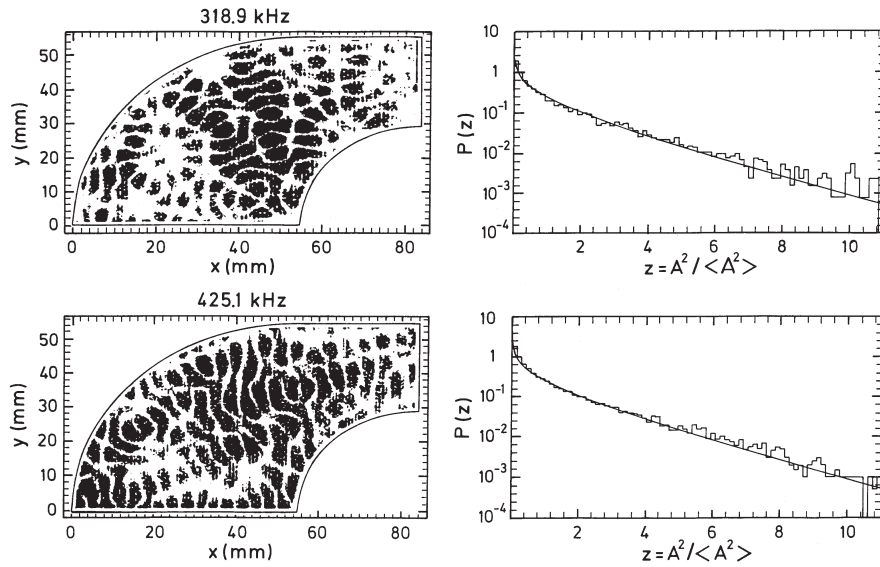 318.9 kHz
y (mm)
50
40
30
20
10
0
0 20 40 60 80
x (mm)
P (z)
10
1
10⁻¹
10⁻²
10⁻³
10⁻⁴
2 4 6 8 10
z = A² / <A²>
425.1 kHz
y (mm)
50
40
30
20
10
0
0 20 40 60 80
x (mm)
P (z)
10
1
10⁻¹
10⁻²
10⁻³
10⁻⁴
2 4 6 8 10
z = A² / <A²>